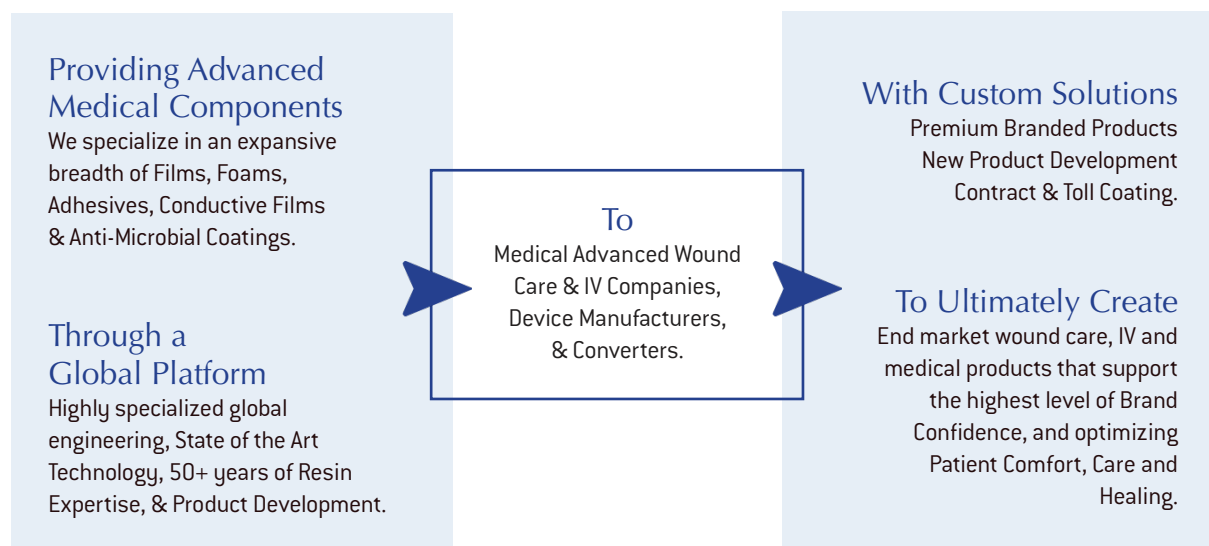 Providing Advanced
Medical Components
We specialize in an expansive
breadth of Films, Foams,
Adhesives, Conductive Films
& Anti-Microbial Coatings.
Through a
Global Platform
Highly specialized global
engineering, State of the Art
Technology, 50+ years of Resin
Expertise, & Product Development.
To
Medical Advanced Wound
Care & IV Companies,
Device Manufacturers,
& Converters.
With Custom Solutions
Premium Branded Products
New Product Development
Contract & Toll Coating.
To Ultimately Create
End market wound care, IV and
medical products that support
the highest level of Brand
Confidence, and optimizing
Patient Comfort, Care and
Healing.